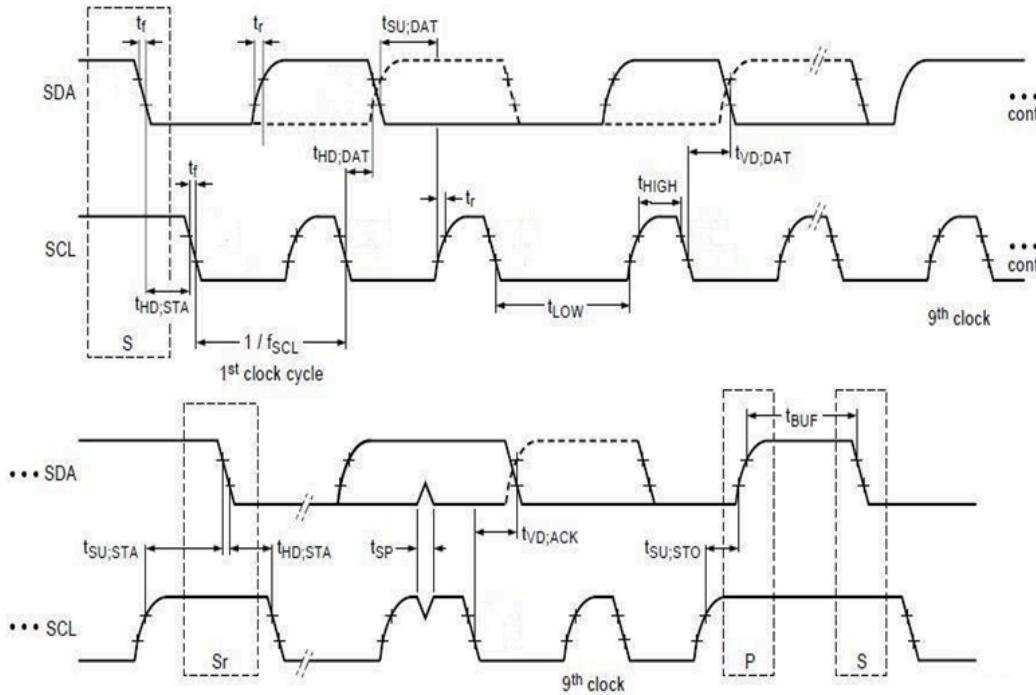 tf
tr
tSU;DAT
SDA
••• cont
tHD;DAT
tVD;DAT
tf
tr
tHIGH
SCL
••• cont
tHD;STA
tLOW
9th clock
S
1 / fSCL
1st clock cycle
tBUF
••• SDA
tSU;STA
tHD;STA
tSP
tVD;ACK
tSU;STO
••• SCL
Sr
P
S
9th clock